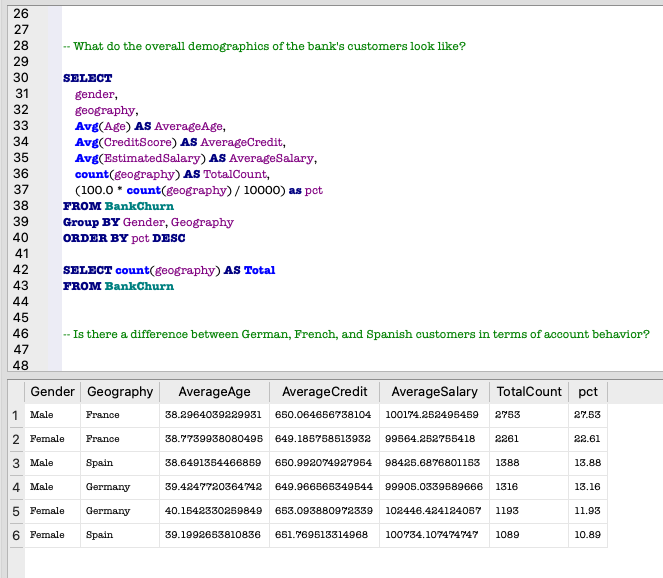 26
27
28 -- What do the overall demographics of the bank's customers look like?
29
30 SELECT
31 gender,
32 geography,
33 Avg(Age) AS AverageAge,
34 Avg(CreditScore) AS AverageCredit,
35 Avg(EstimatedSalary) AS AverageSalary,
36 count(geography) AS TotalCount,
37 (100.0 * count(geography) / 10000) as pct
38 FROM BankChurn
39 Group BY Gender, Geography
40 ORDER BY pct DESC
41
42 SELECT count(geography) AS Total
43 FROM BankChurn
44
45
46 -- Is there a difference between German, French, and Spanish customers in terms of account behavior?
47
48
Gender Geography AverageAge AverageCredit AverageSalary TotalCount pct
1 Male France 38.2964039229931 650.064656738104 100174.252495459 2753 27.53
2 Female France 38.7739938080495 649.185758513932 99564.252755418 2261 22.61
3 Male Spain 38.6491354466859 650.992074927954 98425.6876801153 1388 13.88
4 Male Germany 39.4247720364742 649.966565349544 99905.0339589666 1316 13.16
5 Female Germany 40.1542330259849 653.093880972339 102446.424124057 1193 11.93
6 Female Spain 39.1992653810836 651.769513314968 100734.107474747 1089 10.89